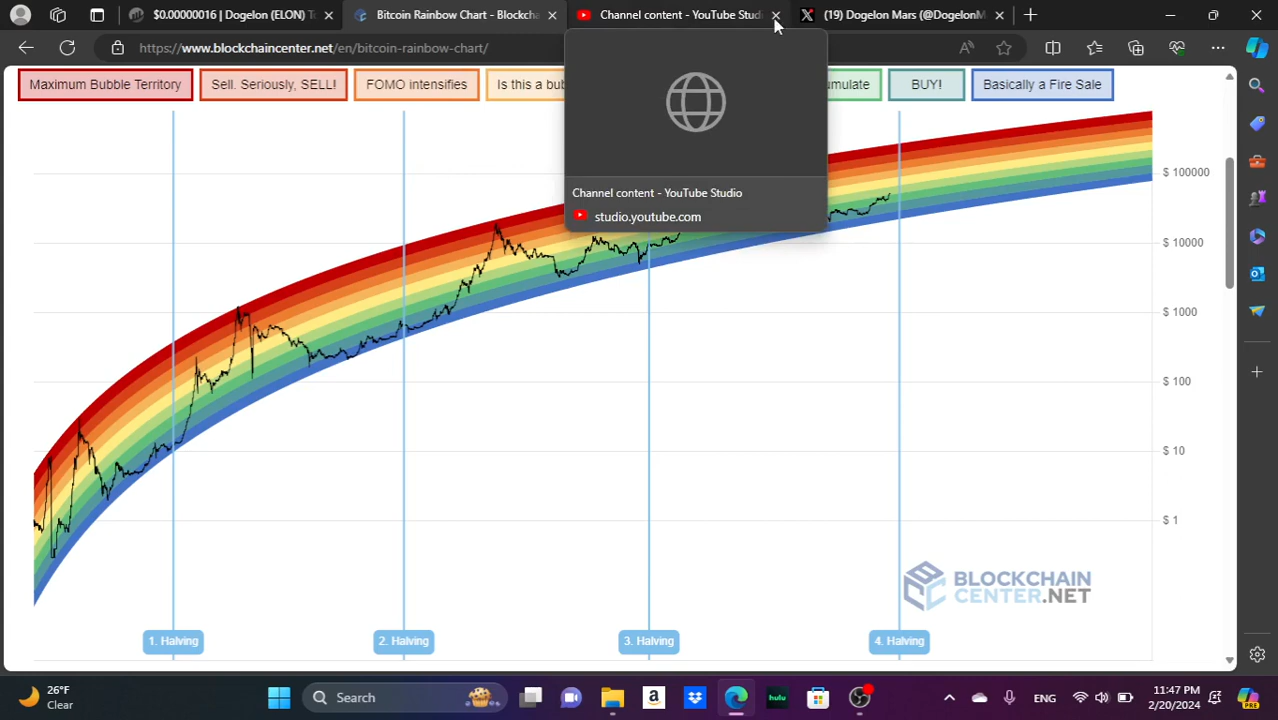 $0.00000016 | Dogelon (ELON) T
Bitcoin Rainbow Chart - Blockcha
Channel content - YouTube Studi
(19) Dogelon Mars (@DogelonM
https://www.blockchaincenter.net/en/bitcoin-rainbow-chart/
Maximum Bubble Territory
Sell. Seriously, SELL!
FOMO intensifies
Is this a bub
umulate
BUY!
Basically a Fire Sale
Channel content - YouTube Studio
studio.youtube.com
$ 100000
$ 10000
$ 1000
$ 100
$ 10
$ 1
BLOCKCHAIN
CENTER.NET
1. Halving
2. Halving
3. Halving
4. Halving
26°F
Clear
Search
hulu
ENG
11:47 PM
2/20/2024
PRE